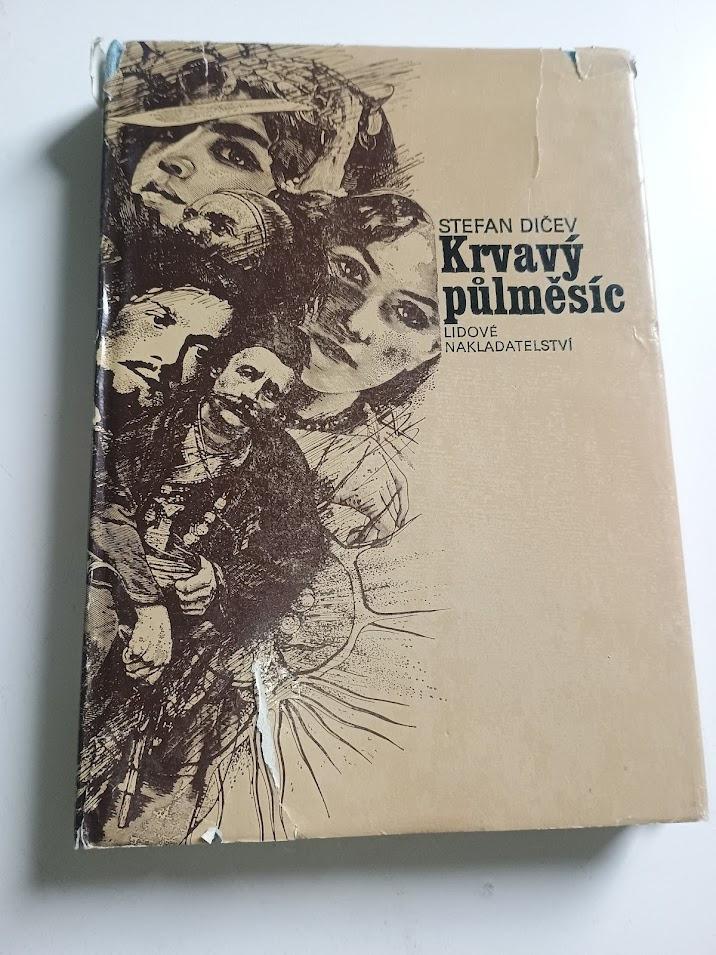 STEFAN DIČEV
Krvavý
půlměsíc
LIDOVÉ
NAKLADATELSTVÍ